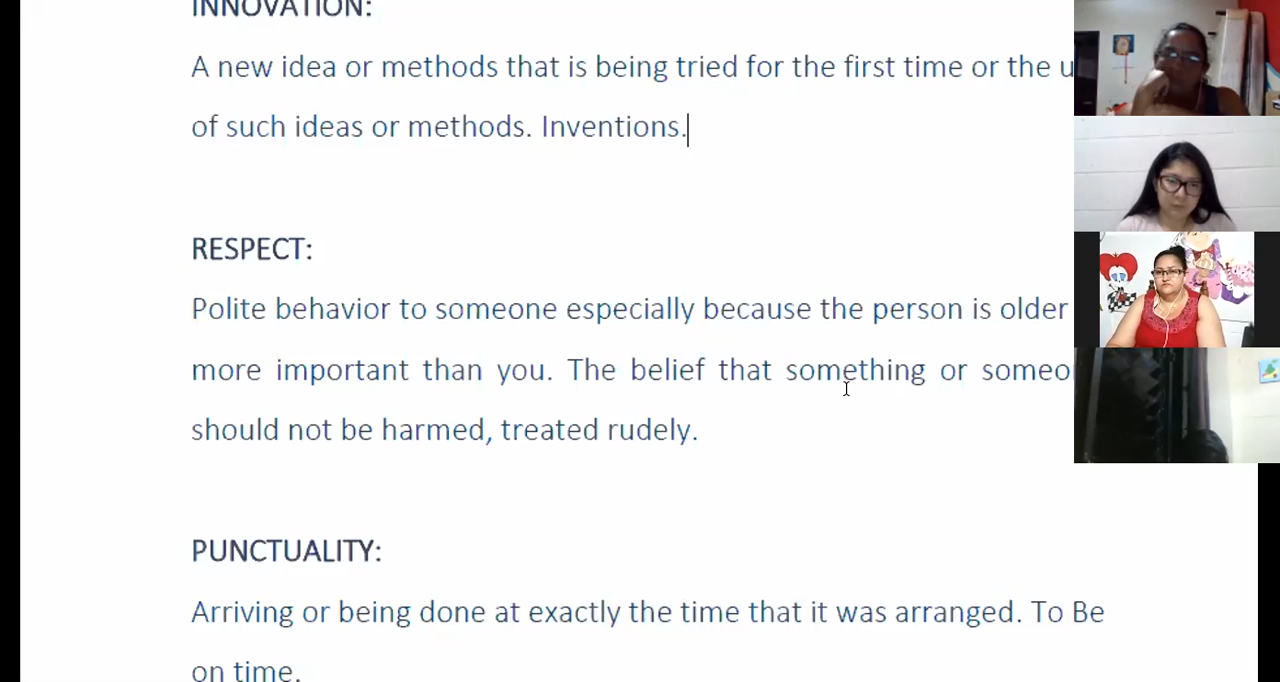 INNOVATION:
A new idea or methods that is being tried for the first time or the
of such ideas or methods. Inventions.
RESPECT:
Polite behavior to someone especially because the person is older
more important than you. The belief that something or
should not be harmed, treated rudely.
PUNCTUALITY:
Arriving or being done at exactly the time that it was arranged. To Be
on time.